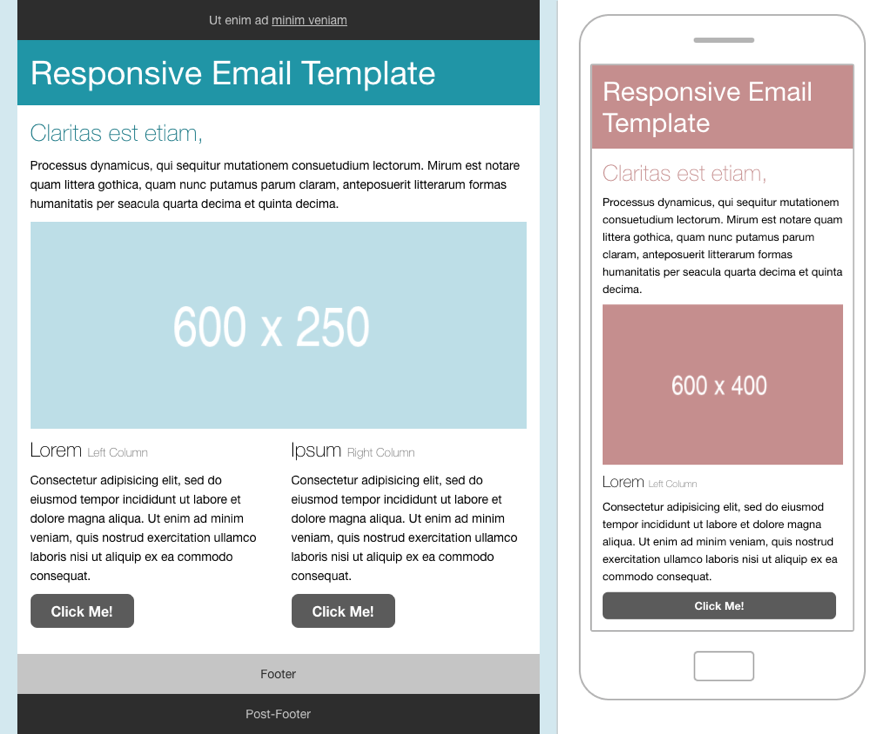 Ut enim ad minim veniam
Responsive Email Template
Claritas est etiam,
Processus dynamicus, qui sequitur mutationem consuetudium lectorum. Mirum est notare
quam littera gothica, quam nunc putamus parum claram, anteposuerit litterarum formas
humanitatis per seacula quarta decima et quinta decima.
600 x 250
Lorem Left Column
Consectetur adipisicing elit, sed do
eiusmod tempor incididunt ut labore et
dolore magna aliqua. Ut enim ad minim
veniam, quis nostrud exercitation ullamco
laboris nisi ut aliquip ex ea commodo
consequat.
Click Me!
Ipsum Right Column
Consectetur adipisicing elit, sed do
eiusmod tempor incididunt ut labore et
dolore magna aliqua. Ut enim ad minim
veniam, quis nostrud exercitation ullamco
laboris nisi ut aliquip ex ea commodo
consequat.
Click Me!
Footer
Post-Footer
Responsive Email
Template
Claritas est etiam,
Processus dynamicus, qui sequitur mutationem
consuetudium lectorum. Mirum est notare quam
littera gothica, quam nunc putamus parum
claram, anteposuerit litterarum formas
humanitatis per seacula quarta decima et quinta
decima.
600 x 400
Lorem Left Column
Consectetur adipisicing elit, sed do eiusmod
tempor incididunt ut labore et dolore magna
aliqua. Ut enim ad minim veniam, quis nostrud
exercitation ullamco laboris nisi ut aliquip ex ea
commodo consequat.
Click Me!